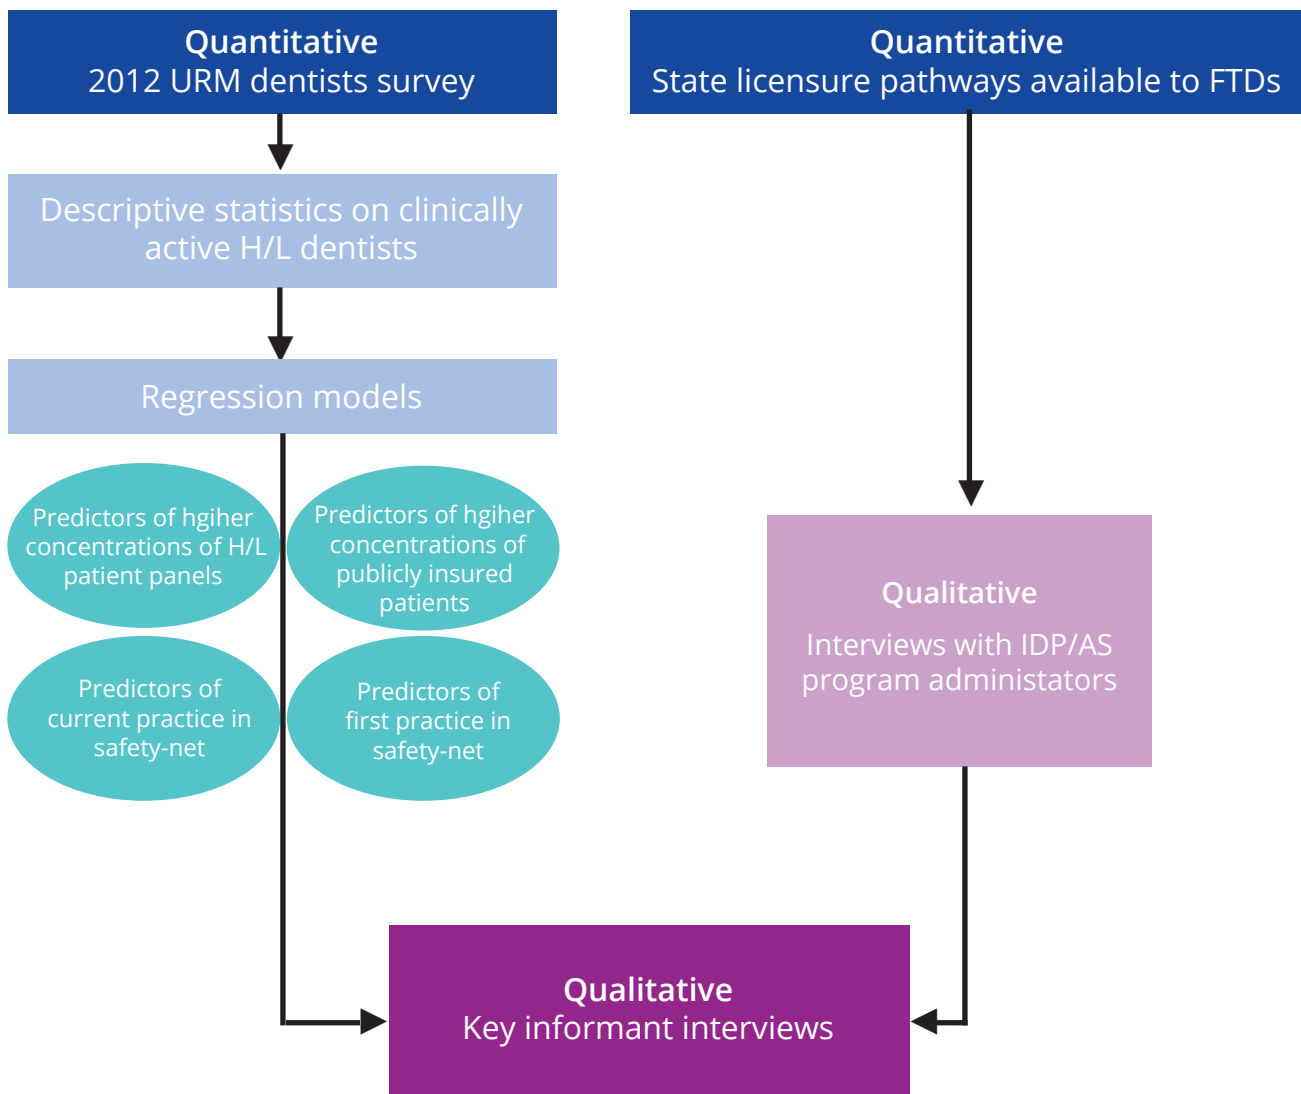 Quantitative
2012 URM dentists survey
Descriptive statistics on clinically
active H/L dentists
Regression models
Predictors of hgiher
concentrations of H/L
patient panels
Predictors of hgiher
concentrations of
publicly insured
patients
Predictors of
current practice in
safety-net
Predictors of
first practice in
safety-net
Quantitative
State licensure pathways available to FTDs
Qualitative
Interviews with IDP/AS
program administators
Qualitative
Key informant interviews